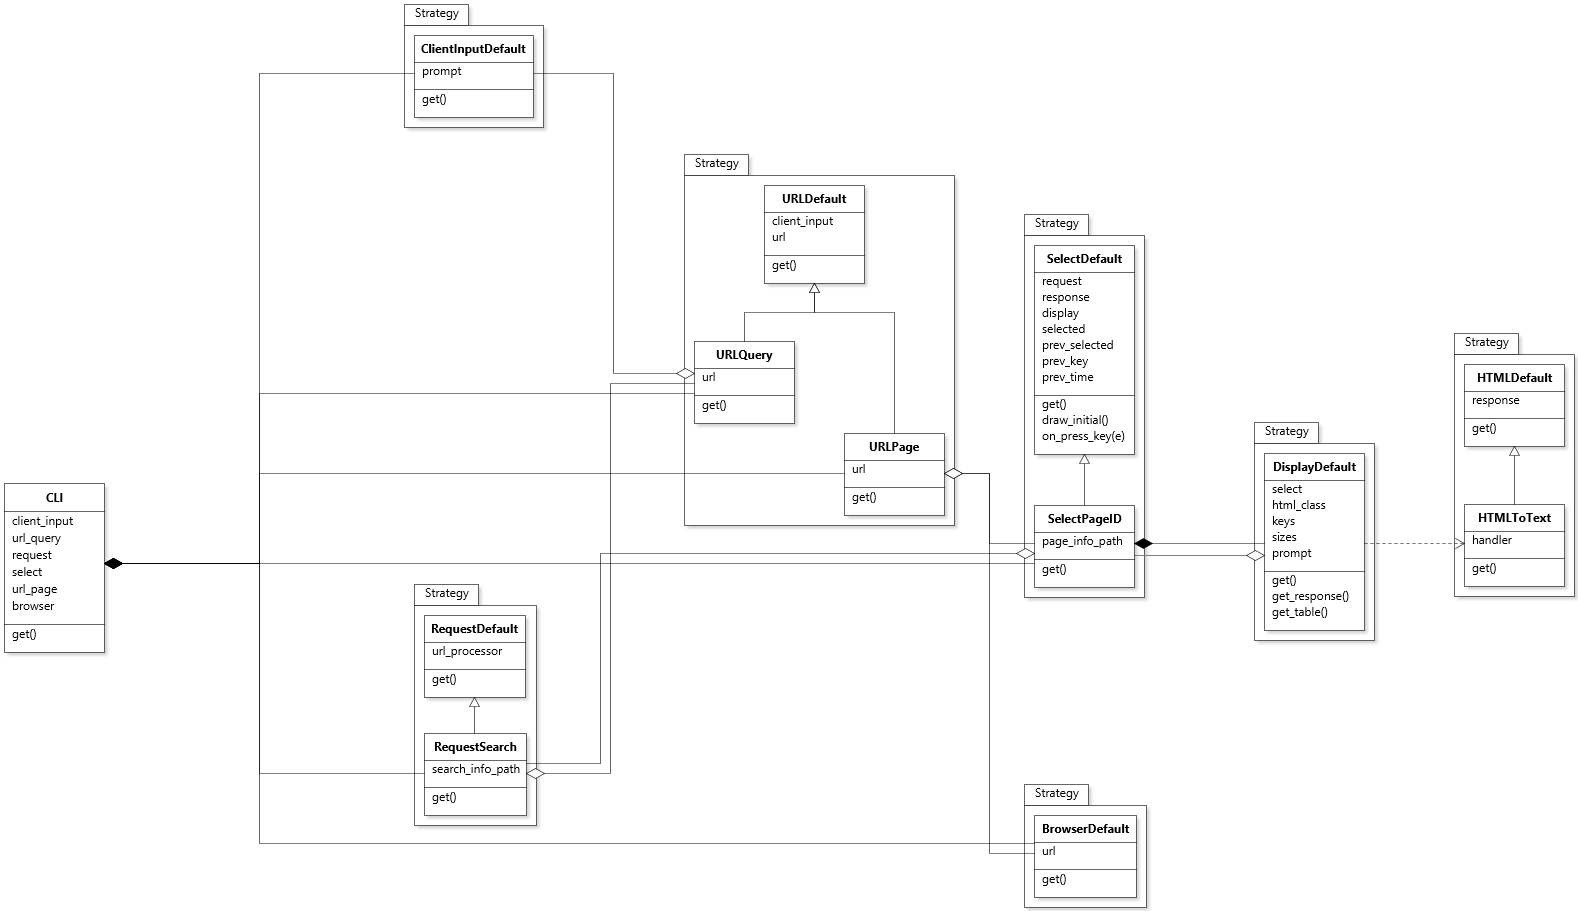 Strategy
ClientInputDefault
prompt
get()
Strategy
URLDefault
client_input
url
get()
URLQuery
url
get()
URLPage
url
get()
Strategy
SelectDefault
request
response
display
selected
prev_selected
prev_key
prev_time
get()
draw_initial()
on_press_key(e)
SelectPageID
page_info_path
get()
Strategy
HTMLDefault
response
get()
HTMLToText
handler
get()
Strategy
DisplayDefault
select
html_class
keys
sizes
prompt
get()
get_response()
get_table()
CLI
client_input
url_query
request
select
url_page
browser
get()
Strategy
RequestDefault
url_processor
get()
RequestSearch
search_info_path
get()
Strategy
BrowserDefault
url
get()